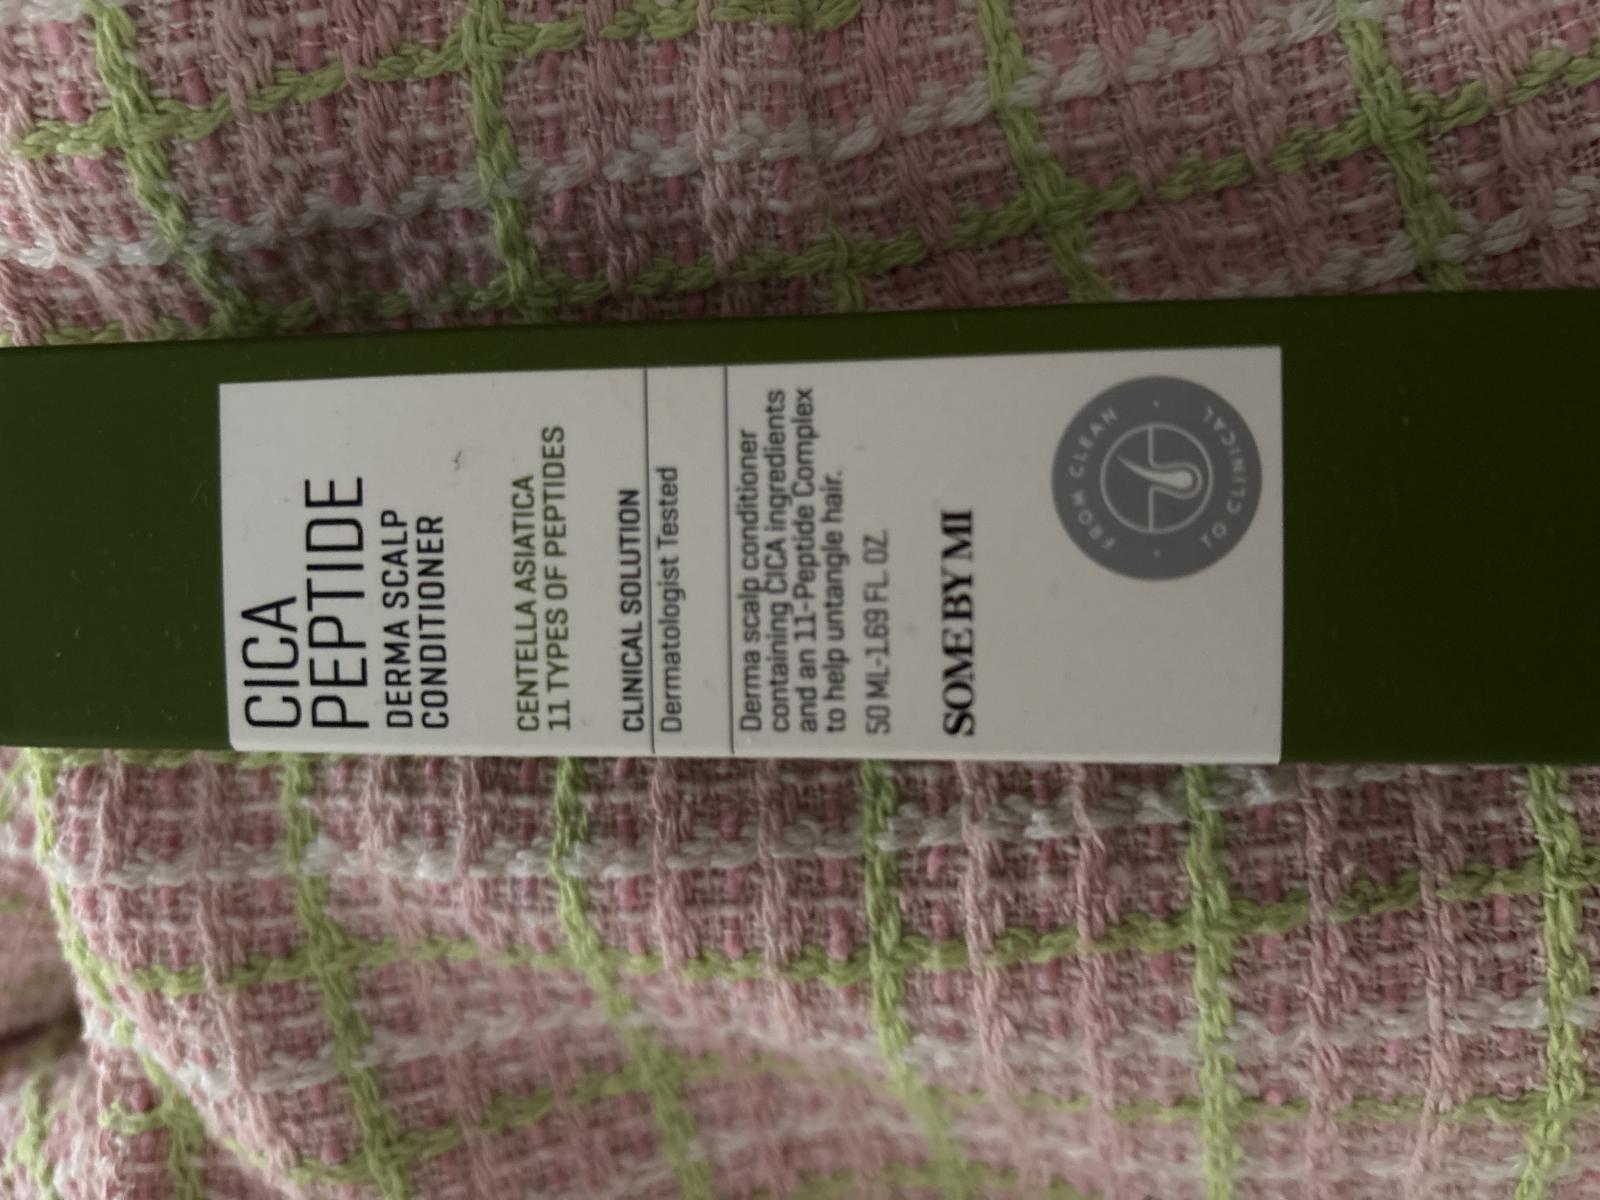 CICA
PEPTIDE
DERMA SCALP
CONDITIONER
CENTELLA ASIATICA
11 TYPES OF PEPTIDES
CLINICAL SOLUTION
Dermatologist Tested
Derma scalp conditioner
containing CICA ingredients
and an 11-Peptide Complex
to help untangle hair.
50 ML-1.69 FL. OZ.
SOME BY MI
FROM CLEAN
TO CLINICAL